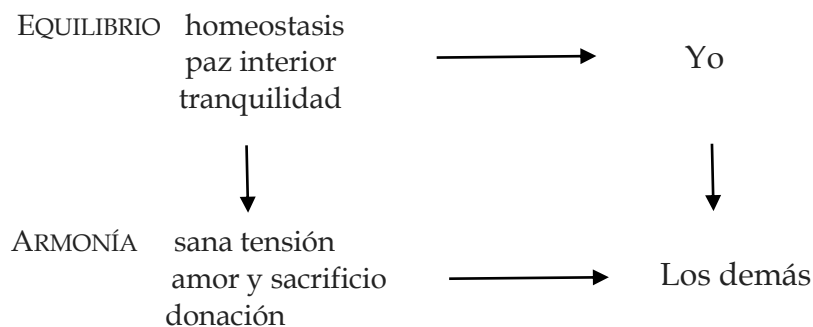 EQUILIBRIO homeostasis
paz interior
tranquilidad
Yo
ARMONÍA sana tensión
amor y sacrificio
donación
Los demás